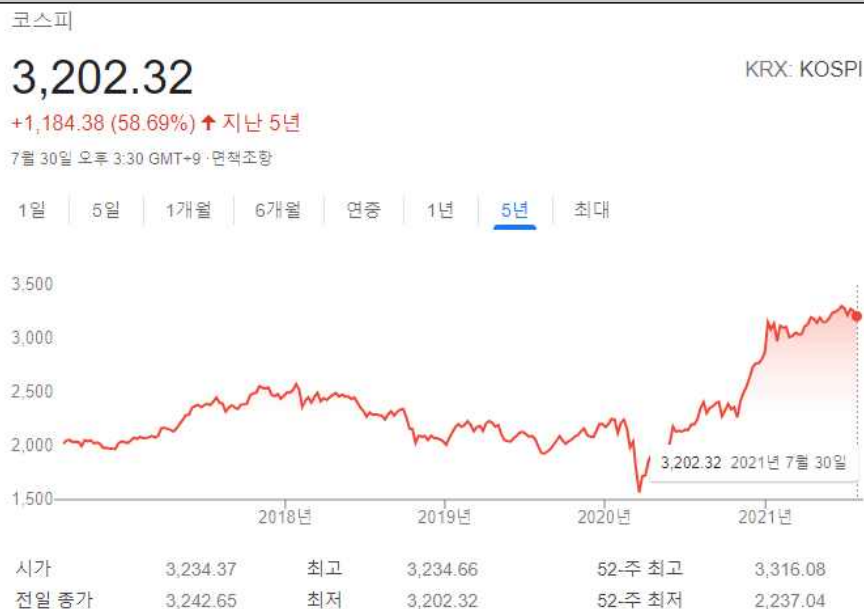 코스피
3,202.32
KRX: KOSPI
+1,184.38 (58.69%) ↑ 지난 5년
7월 30일 오후 3:30 GMT+9 ·면책조항
1일 5일 1개월 6개월 연중 1년 5년 최대
3,500
3,000
2,500
2,000
3,202.32 2021년 7월 30일
1,500
2018년 2019년 2020년 2021년
시가 3,234.37 최고 3,234.66 52-주 최고 3,316.08
전일 종가 3,242.65 최저 3,202.32 52-주 최저 2,237.04